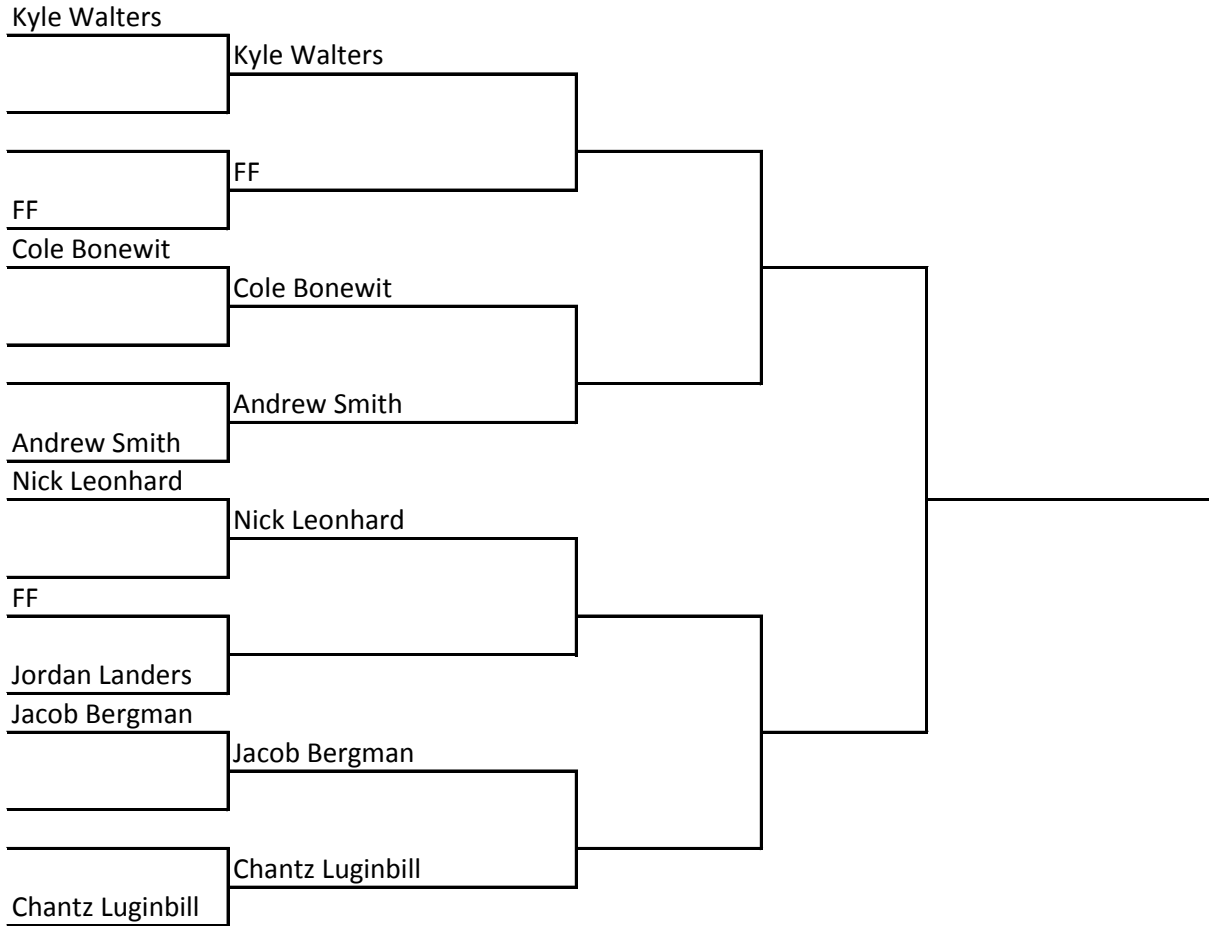 Kyle Walters
Kyle Walters
FF
FF
Cole Bonewit
Cole Bonewit
Andrew Smith
Andrew Smith
Nick Leonhard
Nick Leonhard
FF
Jordan Landers
Jacob Bergman
Jacob Bergman
Chantz Luginbill
Chantz Luginbill